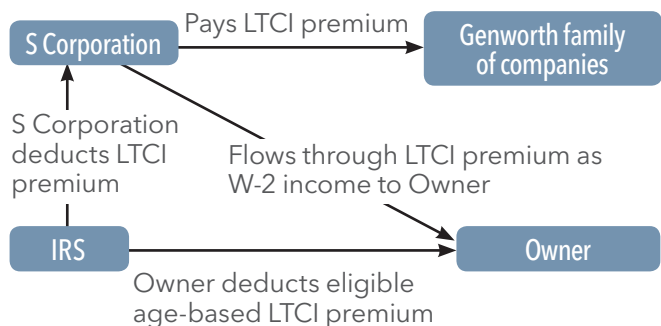 S Corporation
Pays LTCI premium
Genworth family
of companies
S Corporation
deducts LTCI
premium
Flows through LTCI premium as
W-2 income to Owner
IRS
Owner
Owner deducts eligible
age-based LTCI premium